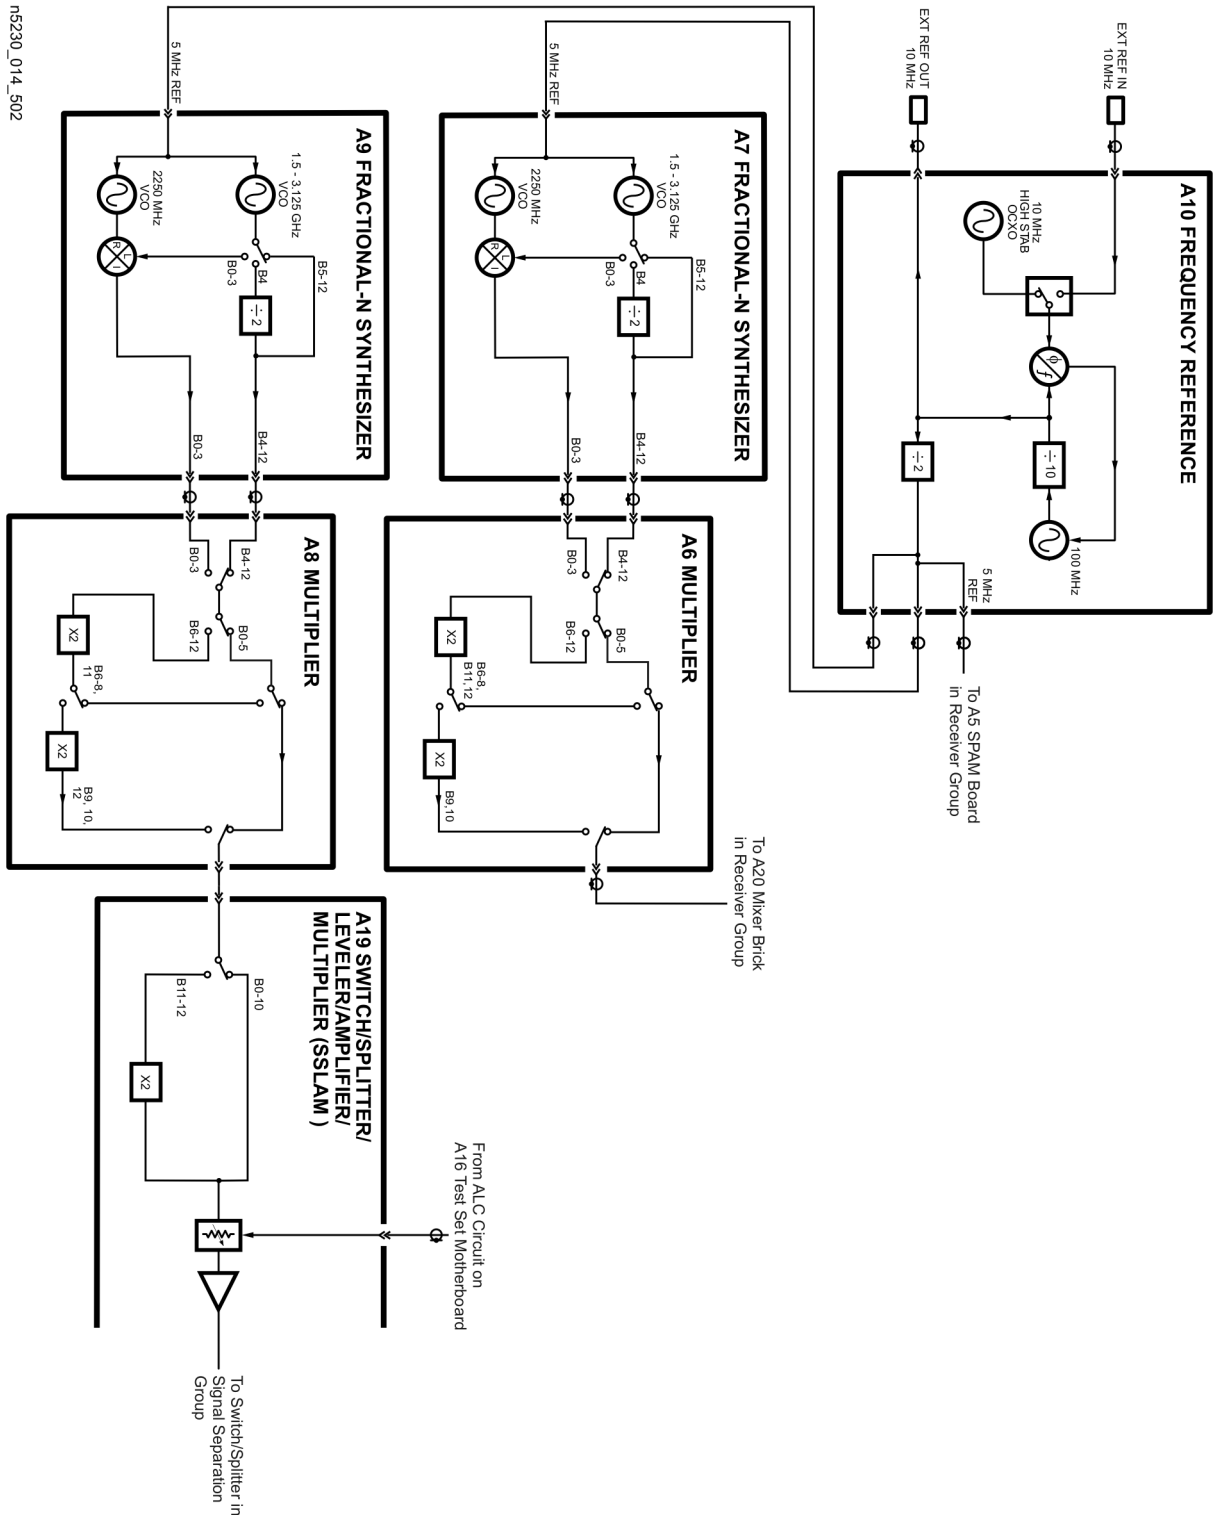 A10 FREQUENCY REFERENCE
EXT REF IN
10 MHz
EXT REF OUT
10 MHz
10 MHz
HIGH STAB
OCXO
ϕ
f
÷ 10
100 MHz
÷ 2
5 MHz
REF
To A5 SPAM Board
in Receiver Group
A7 FRACTIONAL-N SYNTHESIZER
5 MHz REF
1.5 - 3.125 GHz
VCO
2250 MHz
VCO
B5-12
B4
B0-3
÷ 2
L
R
I
B4-12
B0-3
A6 MULTIPLIER
B4-12
B0-3
B0-5
B6-12
X2
B6-8,
B11,12
X2
B9,10
To A20 Mixer Brick
in Receiver Group
A9 FRACTIONAL-N SYNTHESIZER
5 MHz REF
1.5 - 3.125 GHz
VCO
2250 MHz
VCO
B5-12
B4
B0-3
÷ 2
L
R
I
B4-12
B0-3
A8 MULTIPLIER
B4-12
B0-3
B0-5
B6-12
X2
B6-8,
11
X2
B9, 10,
12
A19 SWITCH/SPLITTER/
LEVELER/AMPLIFIER/
MULTIPLIER (SSLAM )
B0-10
B11-12
X2
From ALC Circuit on
A16 Test Set Motherboard
To Switch/Splitter in
Signal Separation
Group
n5230_014_502